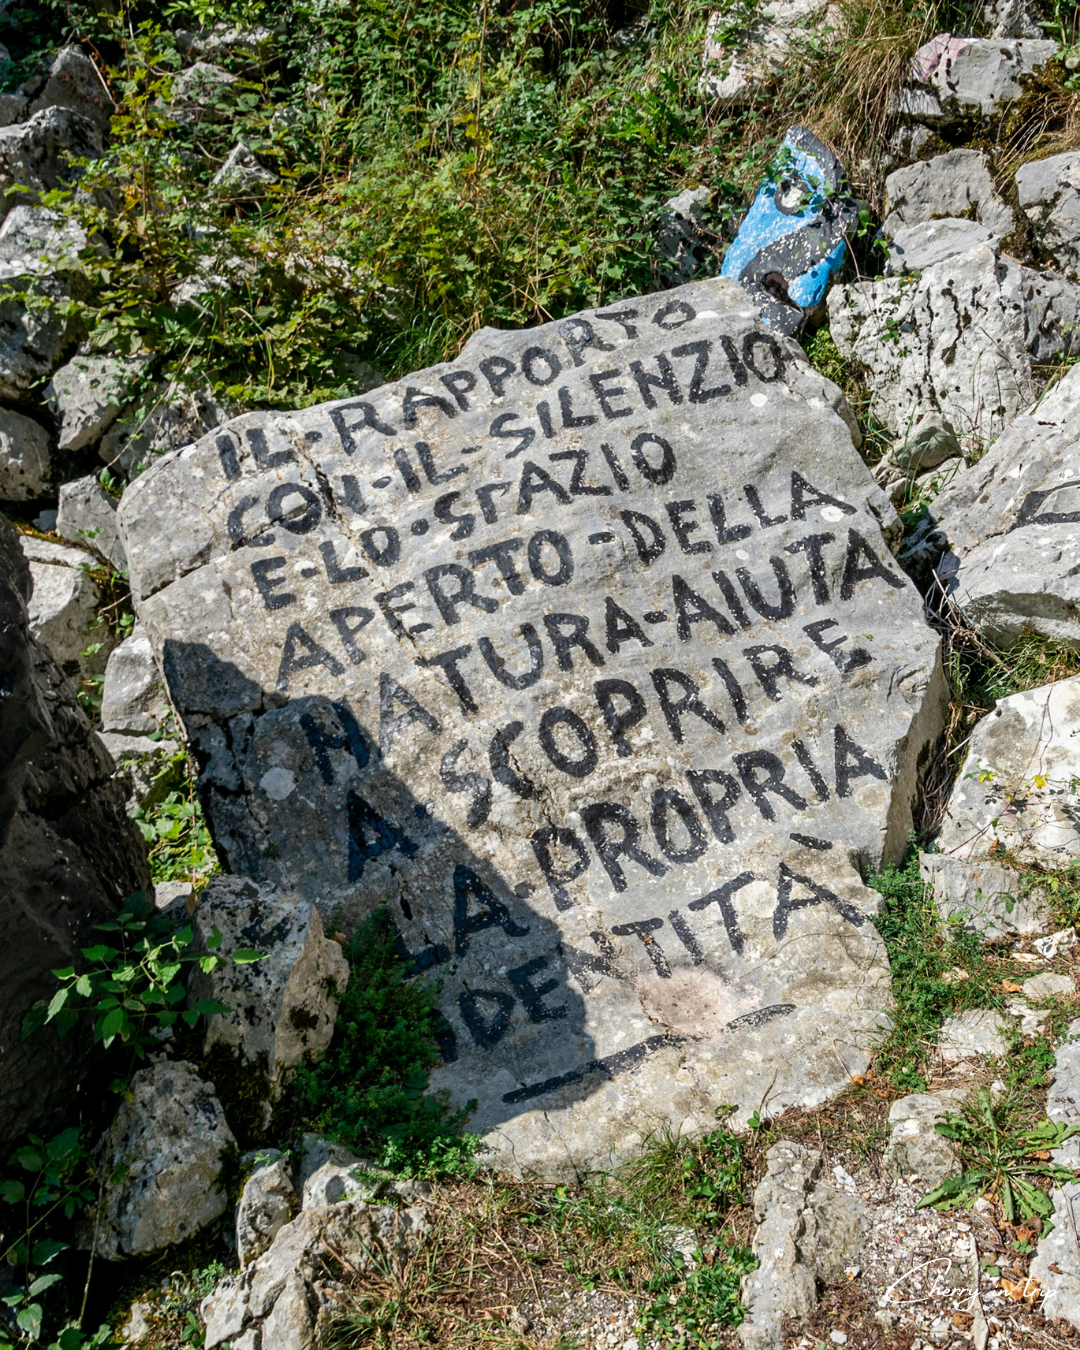 IL·RAPPORTO
CON·IL·SILENZIO
E·LO·SPAZIO
APERTO-DELLA
NATURA-AIUTA
A·SCOPRIRE
LA·PROPRIA
IDENTITÀ
Cherry in trip